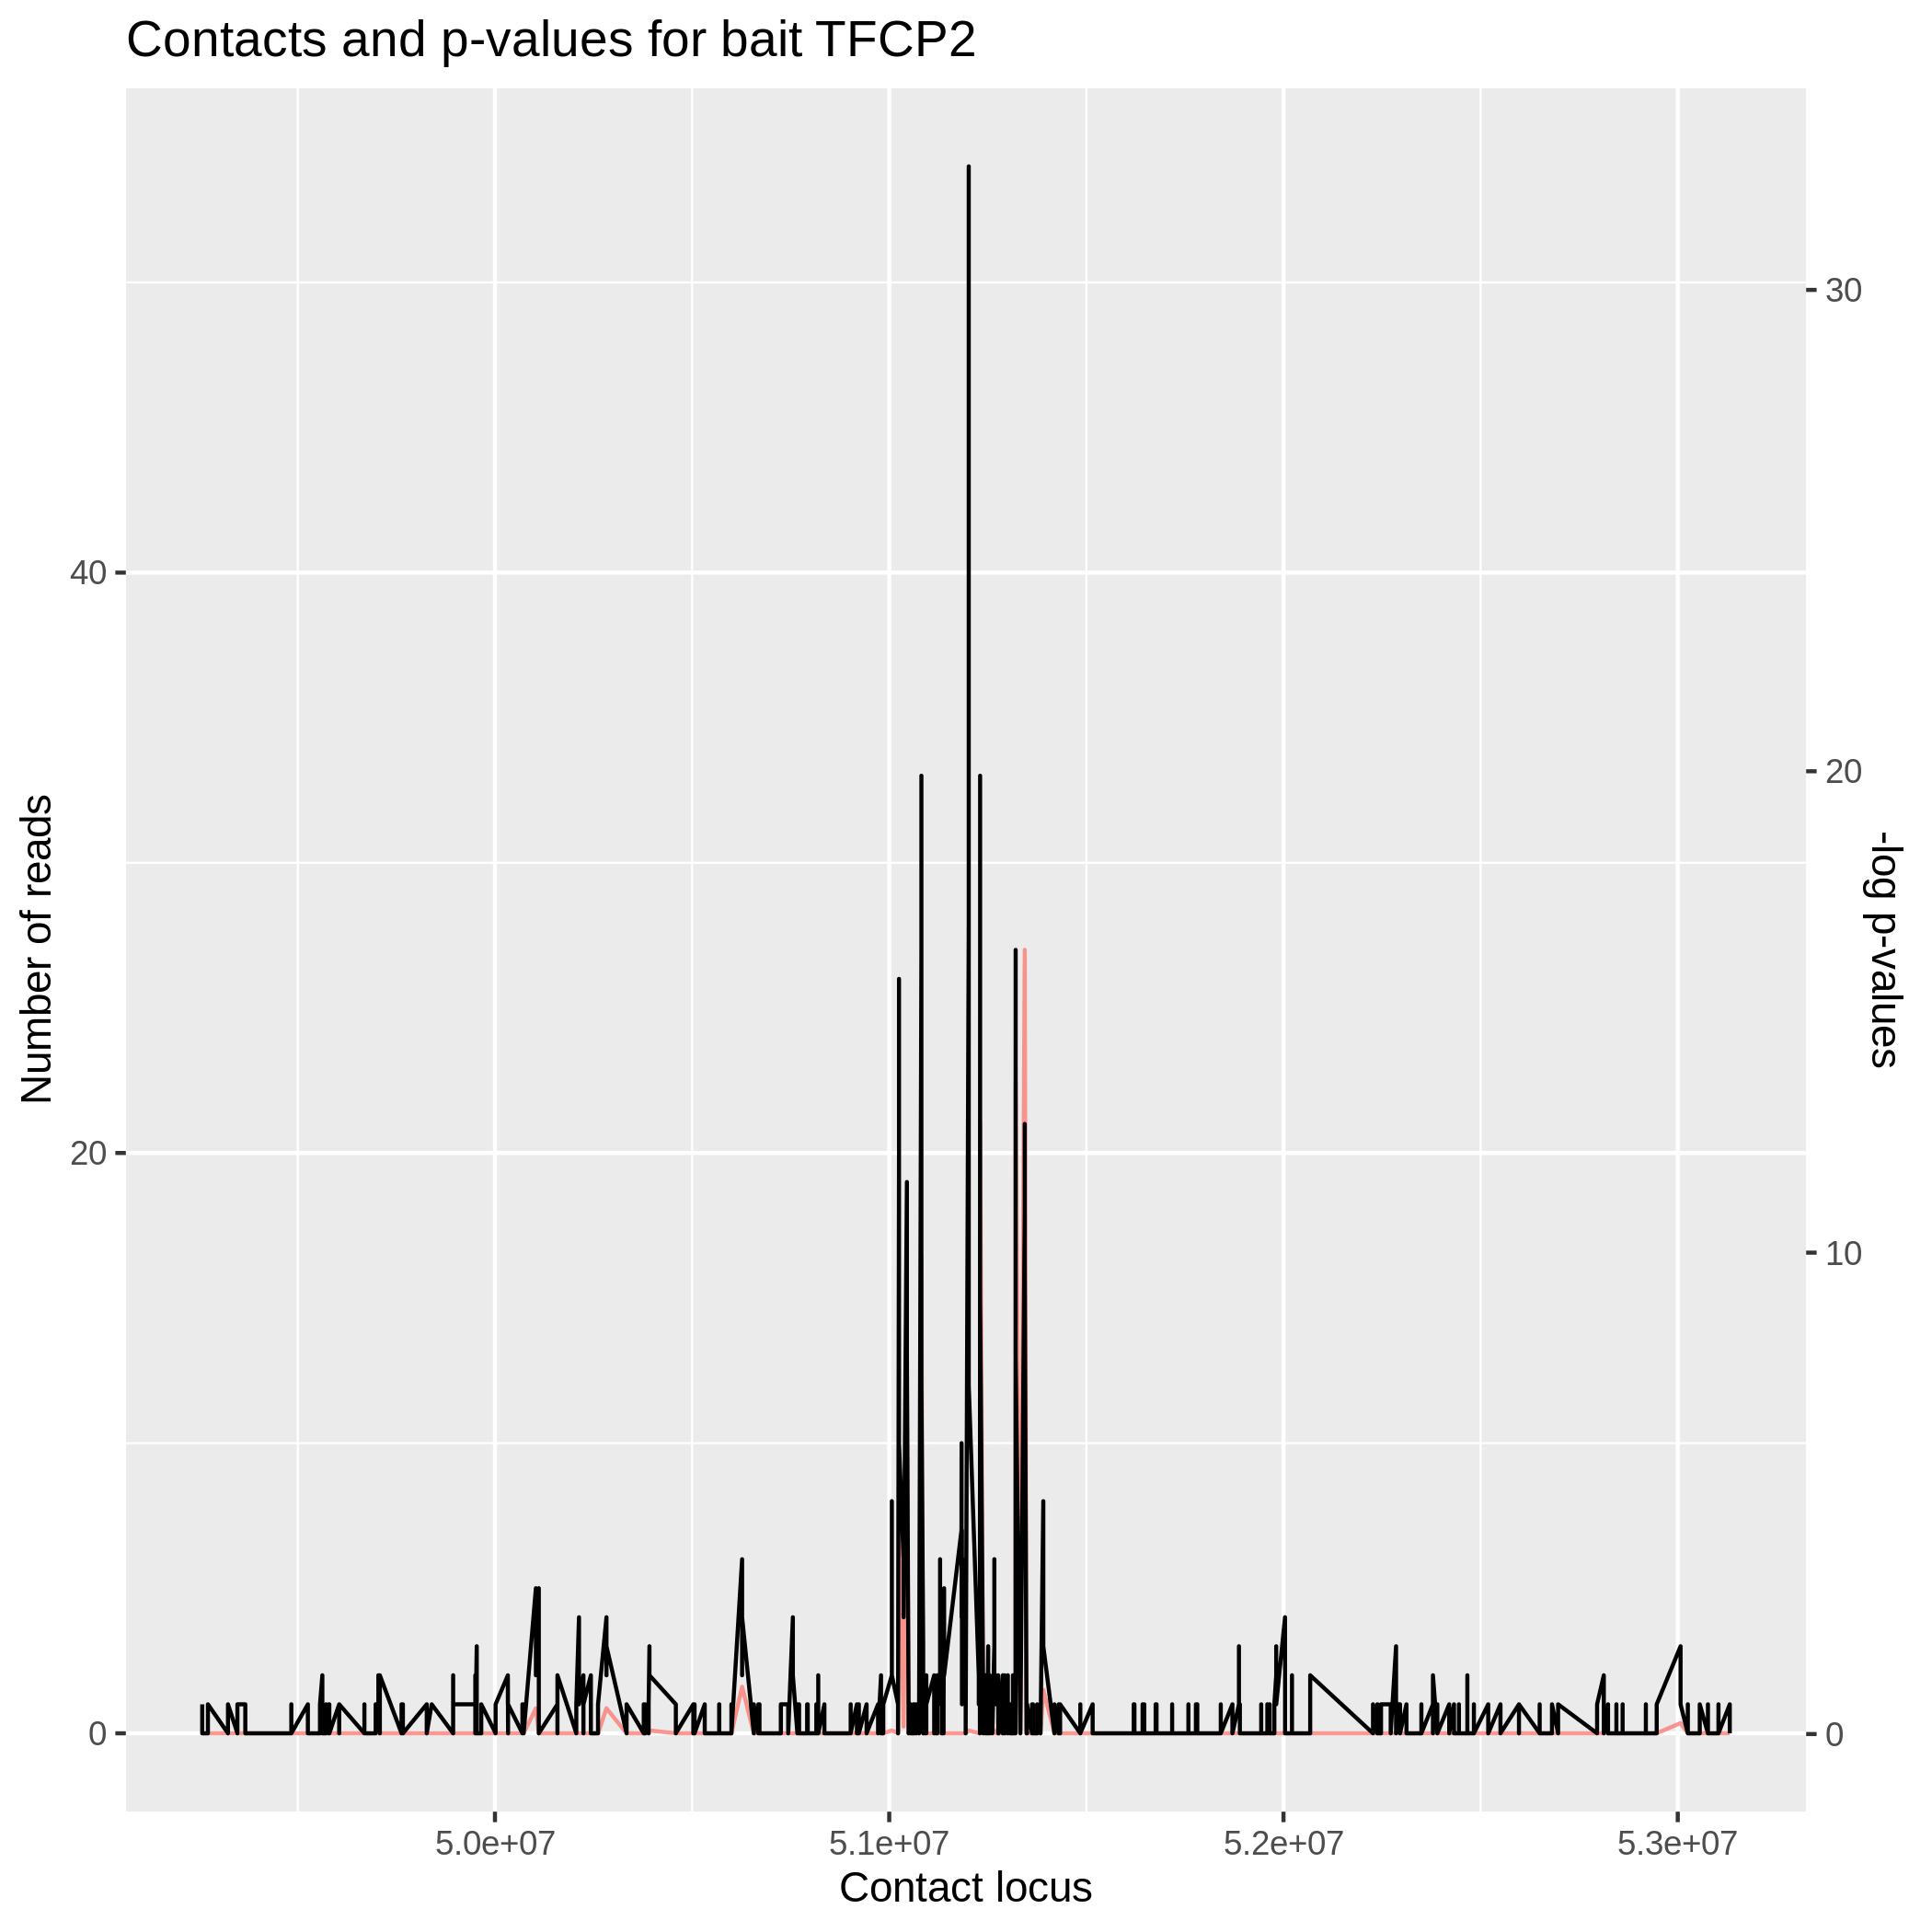 Contacts and p-values for bait TFCP2
Number of reads
40
20
0
30
20
10
0
-log p-values
5.0e+07 5.1e+07 5.2e+07 5.3e+07
Contact locus